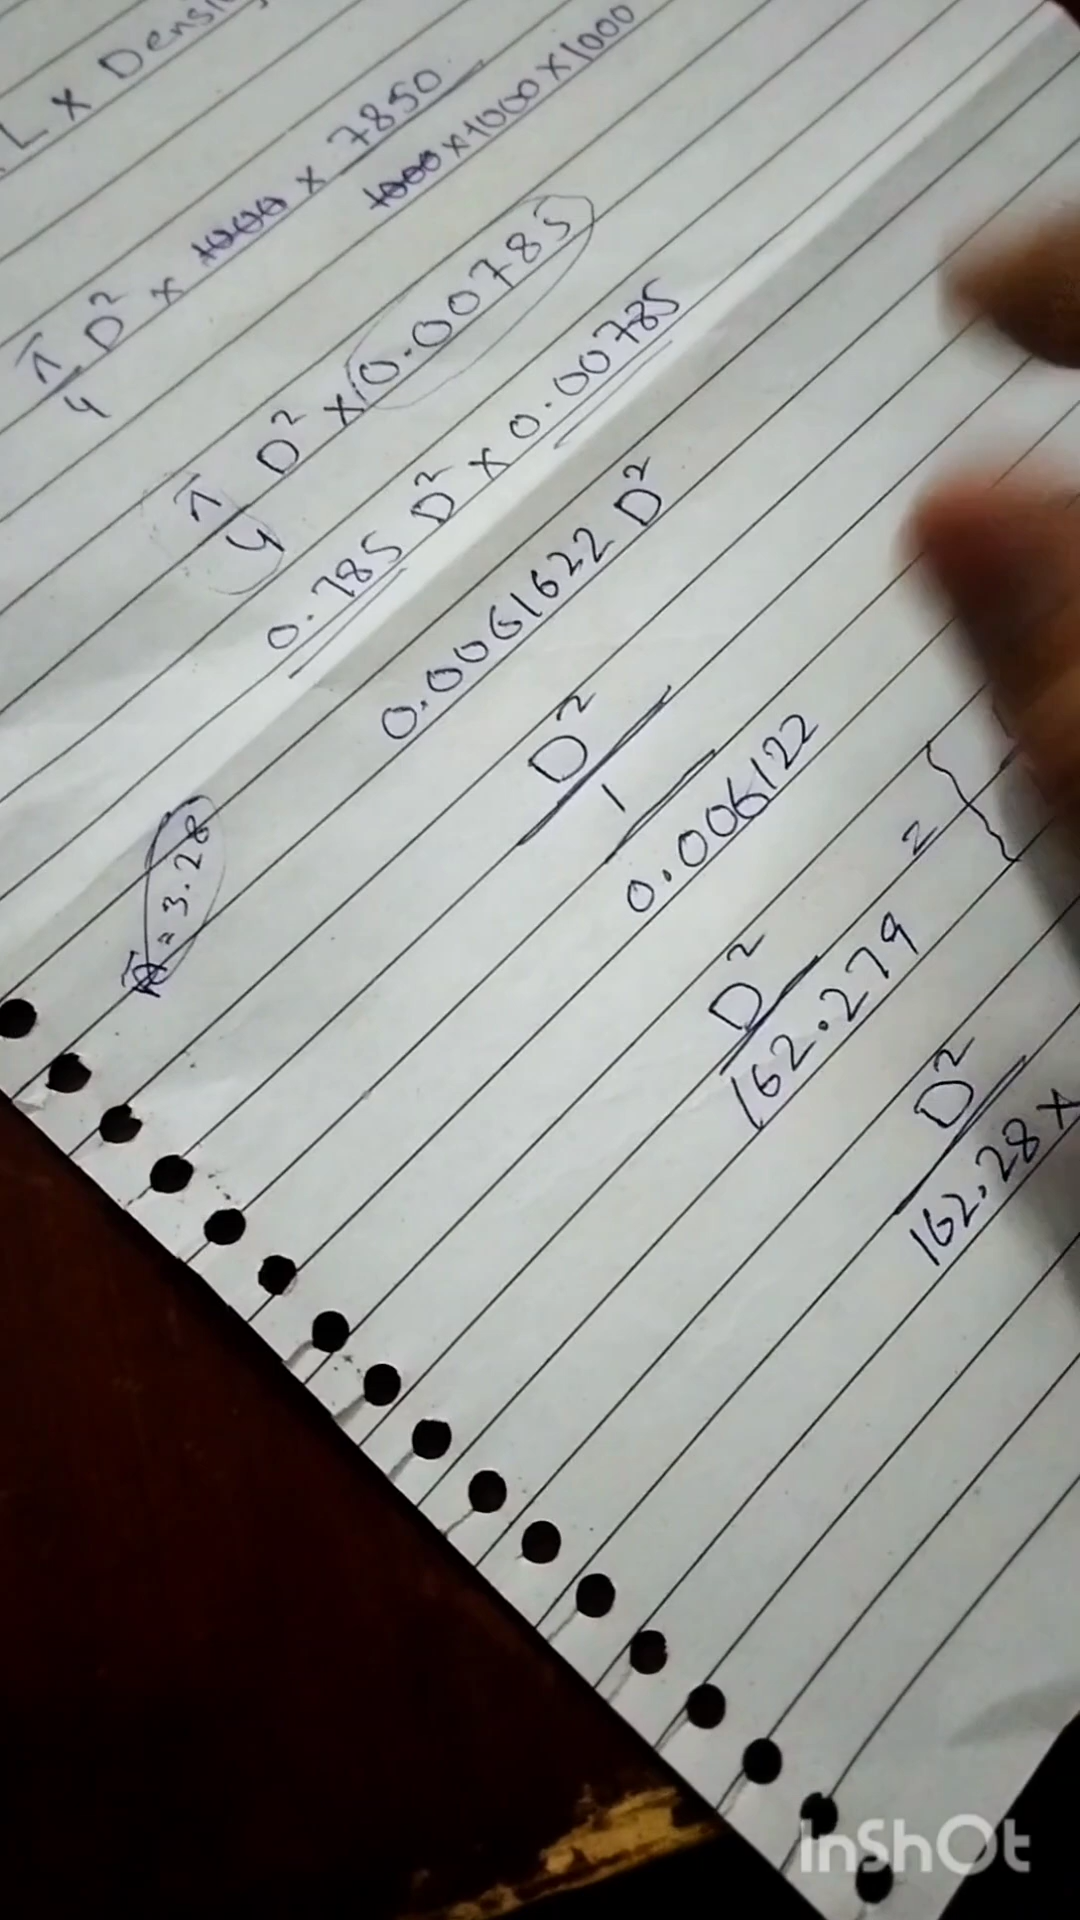 L x Densi
π/4 D² x 1000 x 7850
1000 x 1000 x 1000
π/4 D² x 0.00785
0.785 D² x 0.00785
0.0061622 D²
D²
1
0.006122
= 3.28
D²
162.279
D²
162.28 x
InShOt